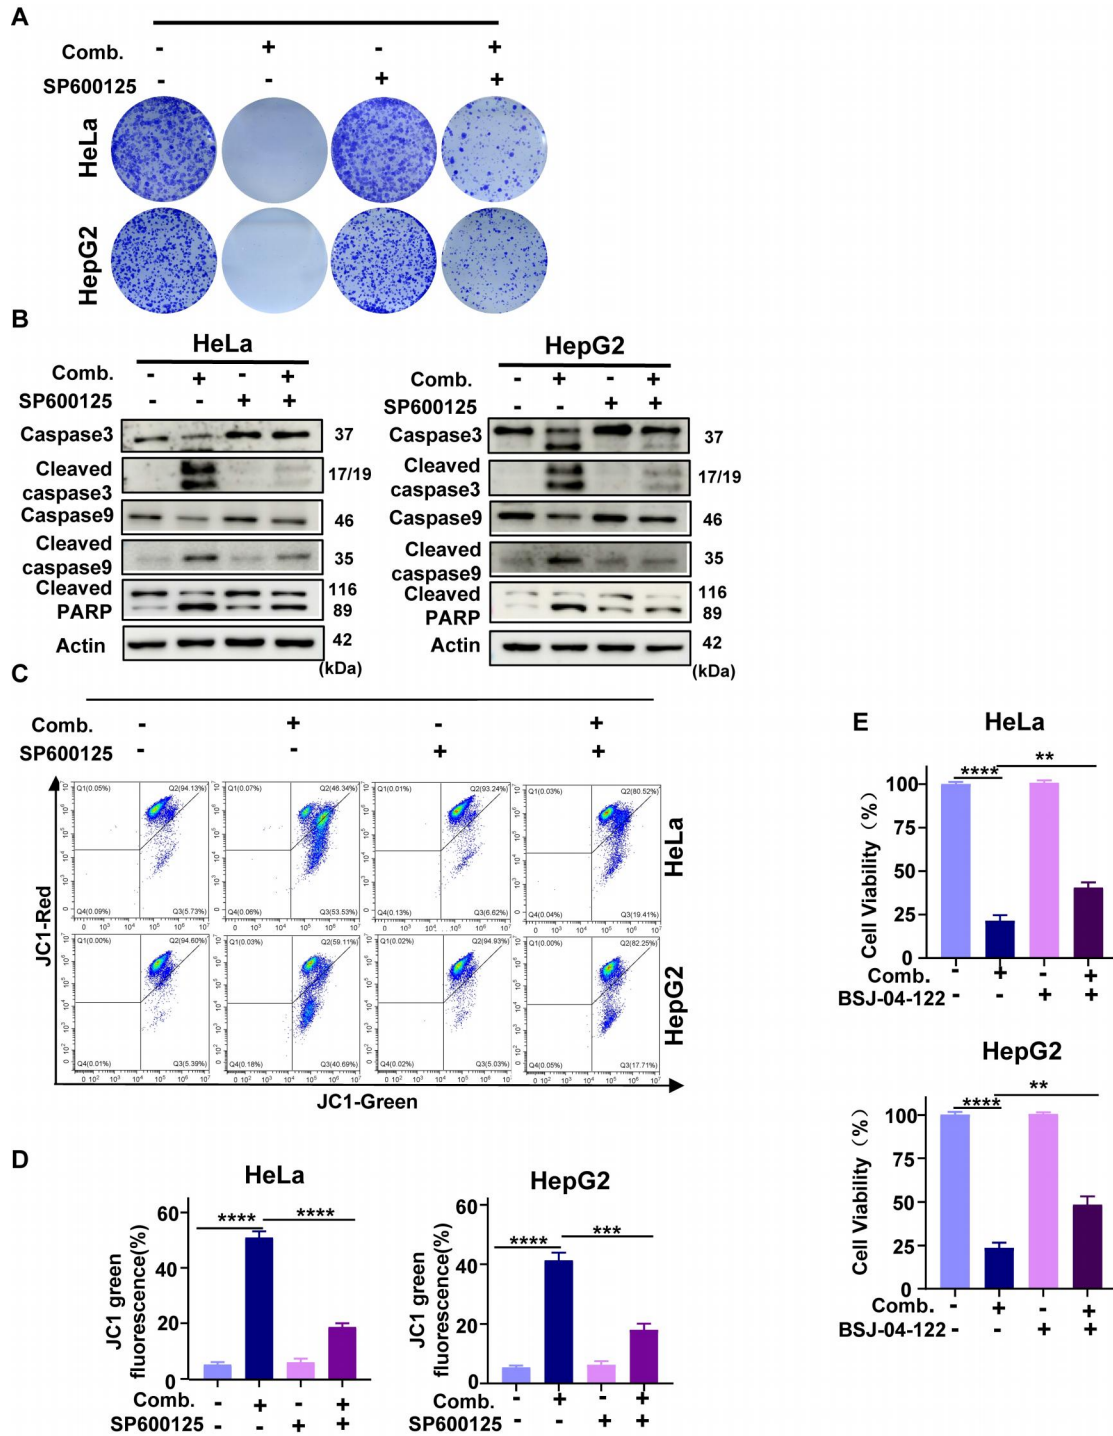 A
Comb. - + - +
SP600125 - - + +
HeLa
HepG2
B
HeLa
Comb. - + - +
SP600125 - - + +
Caspase3 37
Cleaved caspase3 17/19
Caspase9 46
Cleaved caspase9 35
Cleaved PARP 116 89
Actin 42
(kDa)
HepG2
Comb. - + - +
SP600125 - - + +
Caspase3 37
Cleaved caspase3 17/19
Caspase9 46
Cleaved caspase9 35
Cleaved PARP 116 89
Actin 42
(kDa)
C
Comb. - + - +
SP600125 - - + +
Q1(0.05%) Q2(94.13%) Q4(0.09%) Q3(5.73%)
Q1(0.07%) Q2(46.34%) Q4(0.06%) Q3(53.53%)
Q1(0.01%) Q2(93.24%) Q4(0.13%) Q3(6.62%)
Q1(0.03%) Q2(80.52%) Q4(0.04%) Q3(19.41%)
HeLa
Q1(0.00%) Q2(94.60%) Q4(0.01%) Q3(5.39%)
Q1(0.03%) Q2(59.11%) Q4(0.18%) Q3(40.69%)
Q1(0.02%) Q2(94.93%) Q4(0.02%) Q3(5.03%)
Q1(0.00%) Q2(82.25%) Q4(0.05%) Q3(17.71%)
HepG2
JC1-Red
JC1-Green
D
HeLa
JC1 green
fluorescence(%)
60
40
20
0
**** ****
Comb. - + - +
SP600125 - - + +
HepG2
JC1 green
fluorescence(%)
60
40
20
0
**** ***
Comb. - + - +
SP600125 - - + +
E
HeLa
Cell Viability (%)
100
75
50
25
0
**** **
Comb. - + - +
BSJ-04-122 - - + +
HepG2
Cell Viability (%)
100
75
50
25
0
**** **
Comb. - + - +
BSJ-04-122 - - + +